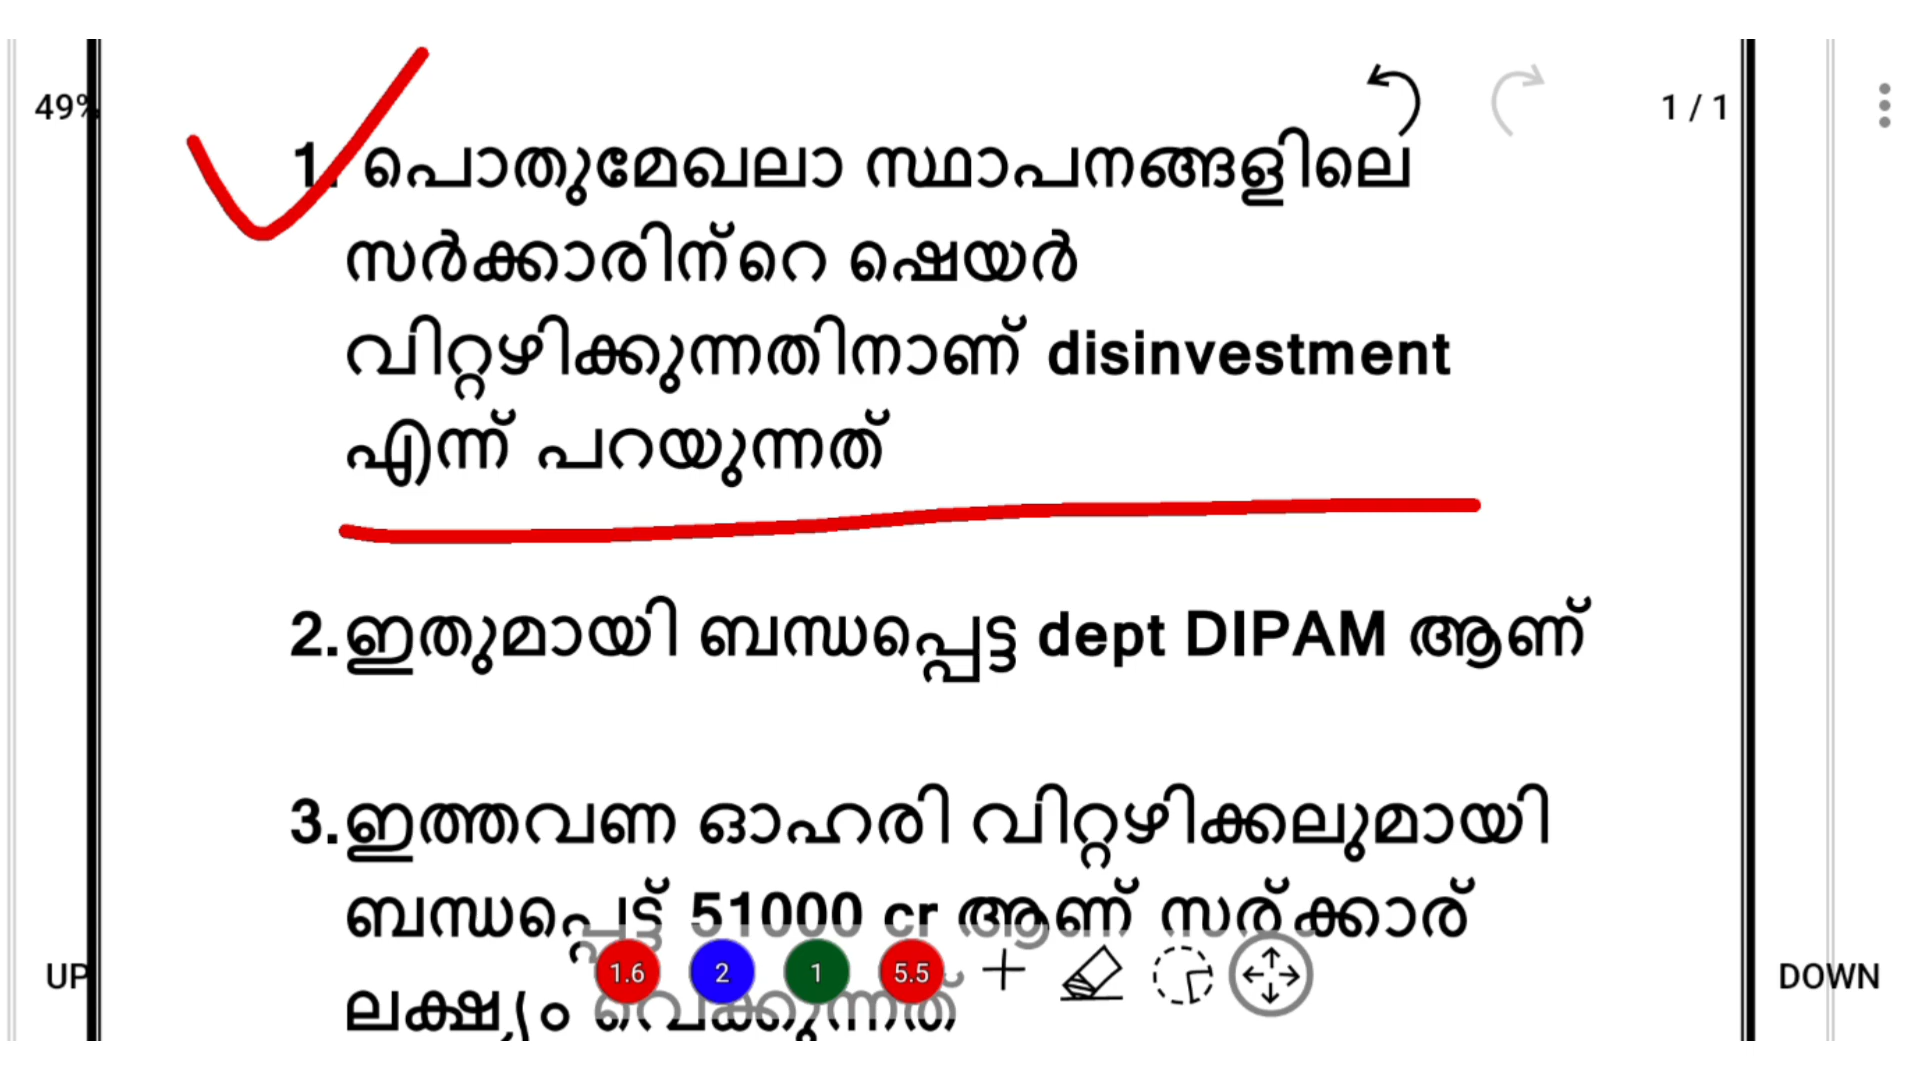 49%
1 / 1
1. പൊതുമേഖലാ സ്ഥാപനങ്ങളിലെ
സർക്കാരിന്റെ ഷെയർ
വിറ്റഴിക്കുന്നതിനാണ് disinvestment
എന്ന് പറയുന്നത്
2.ഇതുമായി ബന്ധപ്പെട്ട dept DIPAM ആണ്
3.ഇത്തവണ ഓഹരി വിറ്റഴിക്കലുമായി
ബന്ധപ്പെട്ട് 51000 cr ആണ് സര്ക്കാര്
ലക്ഷ്യം വെക്കുന്നത്
UP
1.6 2 1 5.5
DOWN